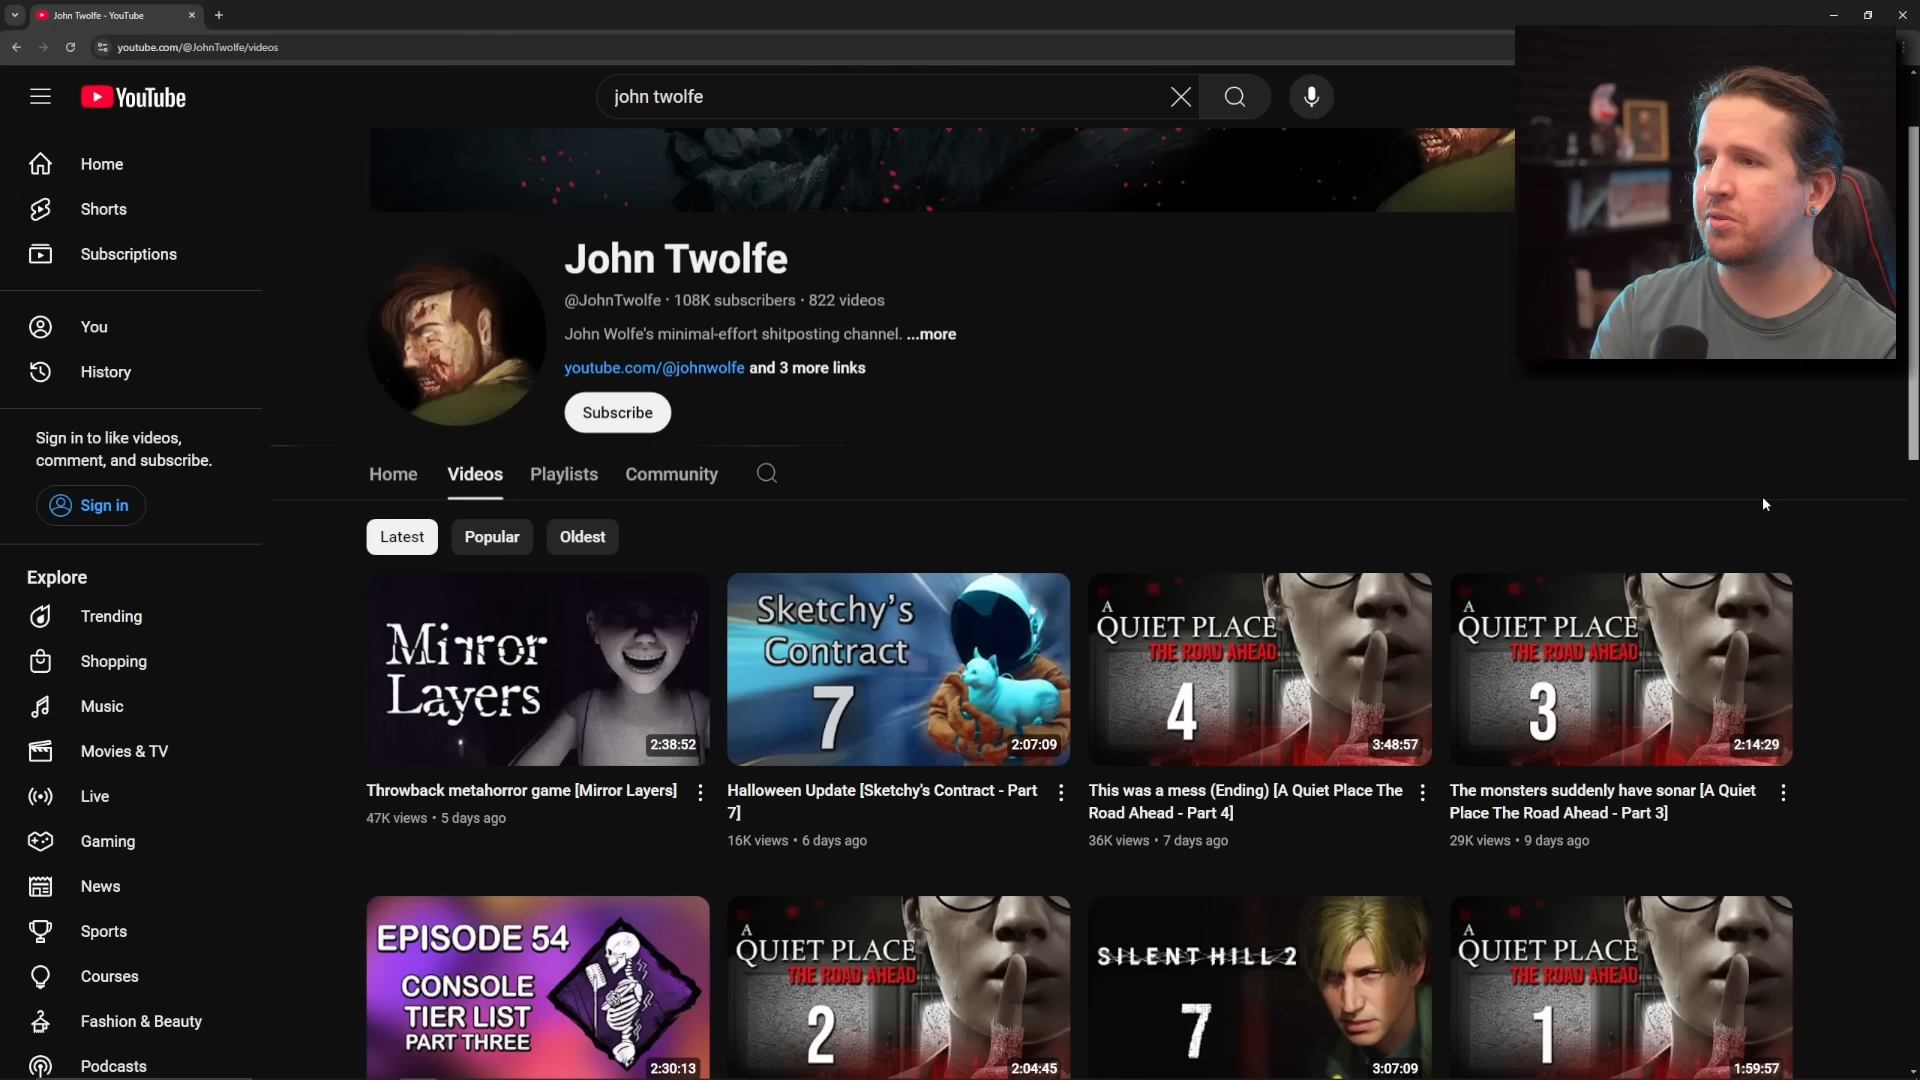 John Twolfe - YouTube
youtube.com/@JohnTwolfe/videos
YouTube
john twolfe
Home
Shorts
Subscriptions
You
History
Sign in to like videos,
comment, and subscribe.
Sign in
Explore
Trending
Shopping
Music
Movies & TV
Live
Gaming
News
Sports
Courses
Fashion & Beauty
Podcasts
John Twolfe
@JohnTwolfe · 108K subscribers · 822 videos
John Wolfe's minimal-effort shitposting channel. ...more
youtube.com/@johnwolfe and 3 more links
Subscribe
Home Videos Playlists Community
Latest Popular Oldest
Mirror
Layers
2:38:52
Throwback metahorror game [Mirror Layers]
47K views • 5 days ago
Sketchy's
Contract
7
2:07:09
Halloween Update [Sketchy's Contract - Part
7]
16K views • 6 days ago
A
QUIET PLACE
THE ROAD AHEAD
4
3:48:57
This was a mess (Ending) [A Quiet Place The
Road Ahead - Part 4]
36K views • 7 days ago
A
QUIET PLACE
THE ROAD AHEAD
3
2:14:29
The monsters suddenly have sonar [A Quiet
Place The Road Ahead - Part 3]
29K views • 9 days ago
EPISODE 54
CONSOLE
TIER LIST
PART THREE
2:30:13
A
QUIET PLACE
THE ROAD AHEAD
2
2:04:45
SILENT HILL 2
7
3:07:09
A
QUIET PLACE
THE ROAD AHEAD
1
1:59:57